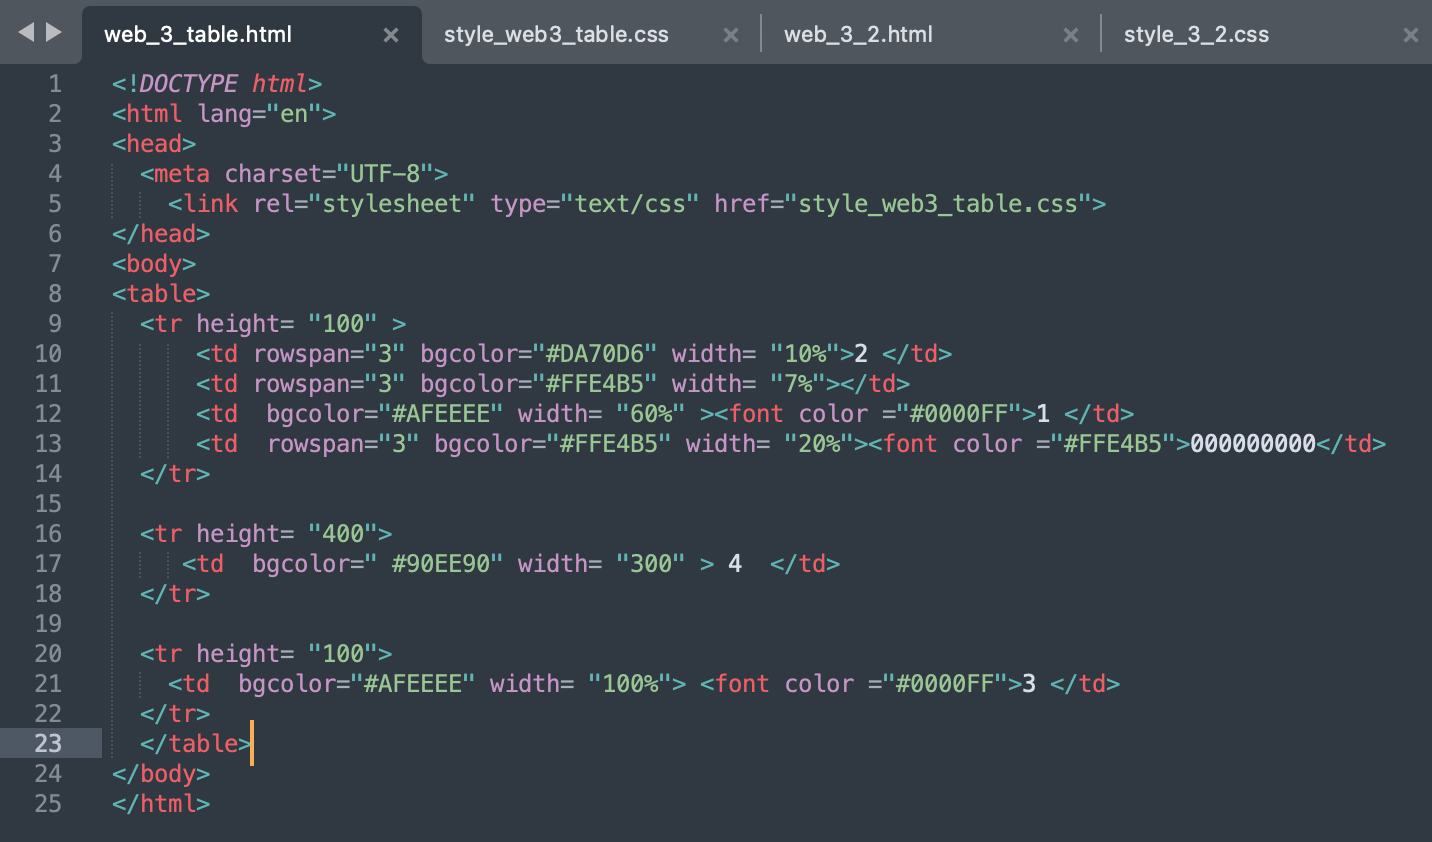 web_3_table.html × style_web3_table.css × web_3_2.html × style_3_2.css ×
1 <!DOCTYPE html>
2 <html lang="en">
3 <head>
4   <meta charset="UTF-8">
5     <link rel="stylesheet" type="text/css" href="style_web3_table.css">
6 </head>
7 <body>
8 <table>
9   <tr height= "100" >
10       <td rowspan="3" bgcolor="#DA70D6" width= "10%">2 </td>
11       <td rowspan="3" bgcolor="#FFE4B5" width= "7%"></td>
12       <td  bgcolor="#AFEEEE" width= "60%" ><font color ="#0000FF">1 </td>
13       <td  rowspan="3" bgcolor="#FFE4B5" width= "20%"><font color ="#FFE4B5">000000000</td>
14   </tr>
15
16   <tr height= "400">
17      <td  bgcolor=" #90EE90" width= "300" > 4  </td>
18   </tr>
19
20   <tr height= "100">
21     <td  bgcolor="#AFEEEE" width= "100%"> <font color ="#0000FF">3 </td>
22   </tr>
23   </table>
24 </body>
25 </html>